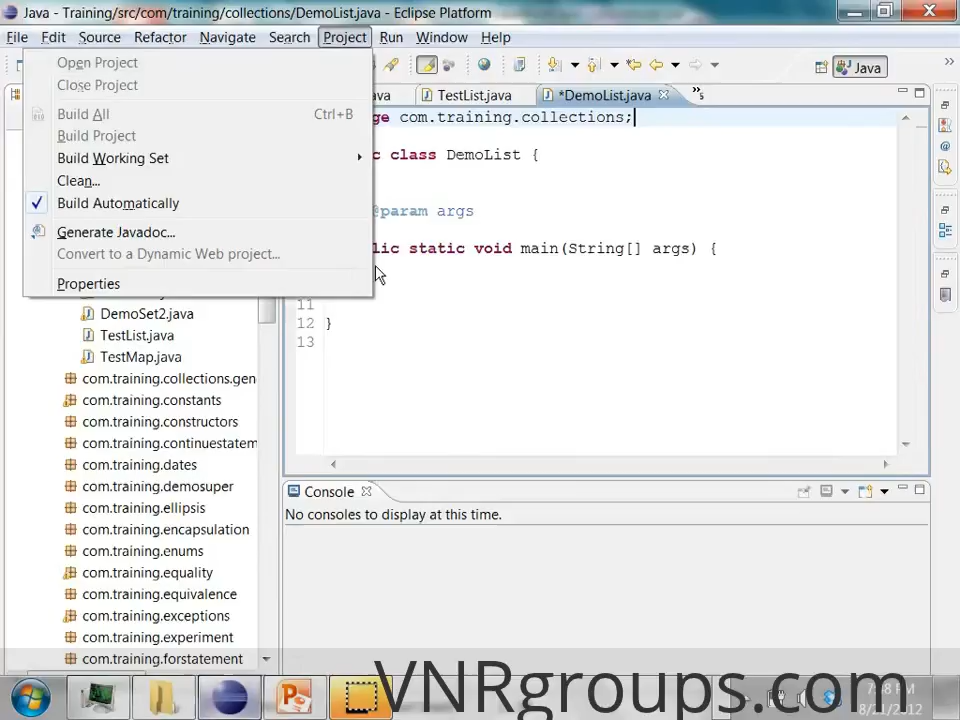 Java - Training/src/com/training/collections/DemoList.java - Eclipse Platform
File Edit Source Refactor Navigate Search Project Run Window Help
Open Project
Close Project
Build All Ctrl+B
Build Project
Build Working Set
Clean...
Build Automatically
Generate Javadoc...
Convert to a Dynamic Web project...
Properties
Java
ava TestList.java *DemoList.java »5
ge com.training.collections;
c class DemoList {
@param args
lic static void main(String[] args) {
11
12 }
13
DemoSet2.java
TestList.java
TestMap.java
com.training.collections.gen
com.training.constants
com.training.constructors
com.training.continuestatem
com.training.dates
com.training.demosuper
com.training.ellipsis
com.training.encapsulation
com.training.enums
com.training.equality
com.training.equivalence
com.training.exceptions
com.training.experiment
com.training.forstatement
Console
No consoles to display at this time.
VNRgroups.com
8/21/2012